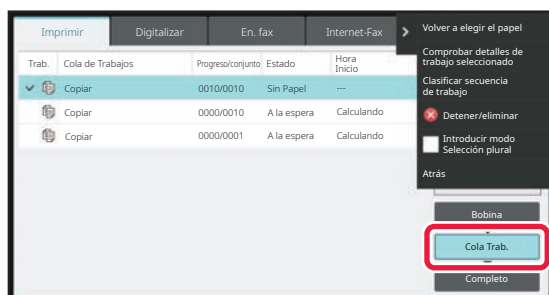 Imprimir
Digitalizar
En. fax
Internet-Fax
Trab.
Cola de Trabajos
Progreso/conjunto
Estado
Hora
Inicio
Copiar
0010/0010
Sin Papel
---
Copiar
0000/0010
A la espera
Calculando
Copiar
0000/0001
A la espera
Calculando
Volver a elegir el papel
Comprobar detalles de
trabajo seleccionado
Clasificar secuencia
de trabajo
Detener/eliminar
Introducir modo
Selección plural
Atrás
Bobina
Cola Trab.
Completo